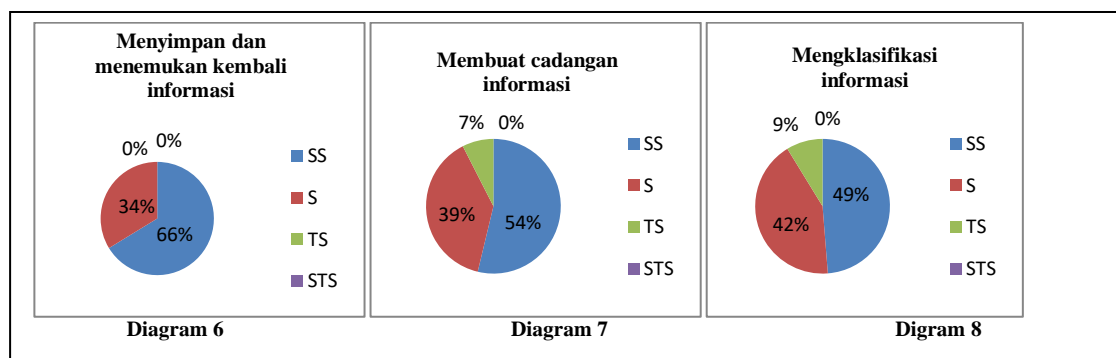 Menyimpan dan
menemukan kembali
informasi
0%
0%
34%
66%
SS
S
TS
STS
Diagram 6
Membuat cadangan
informasi
7%
0%
39%
54%
SS
S
TS
STS
Diagram 7
Mengklasifikasi
informasi
9%
0%
49%
42%
SS
S
TS
STS
Digram 8